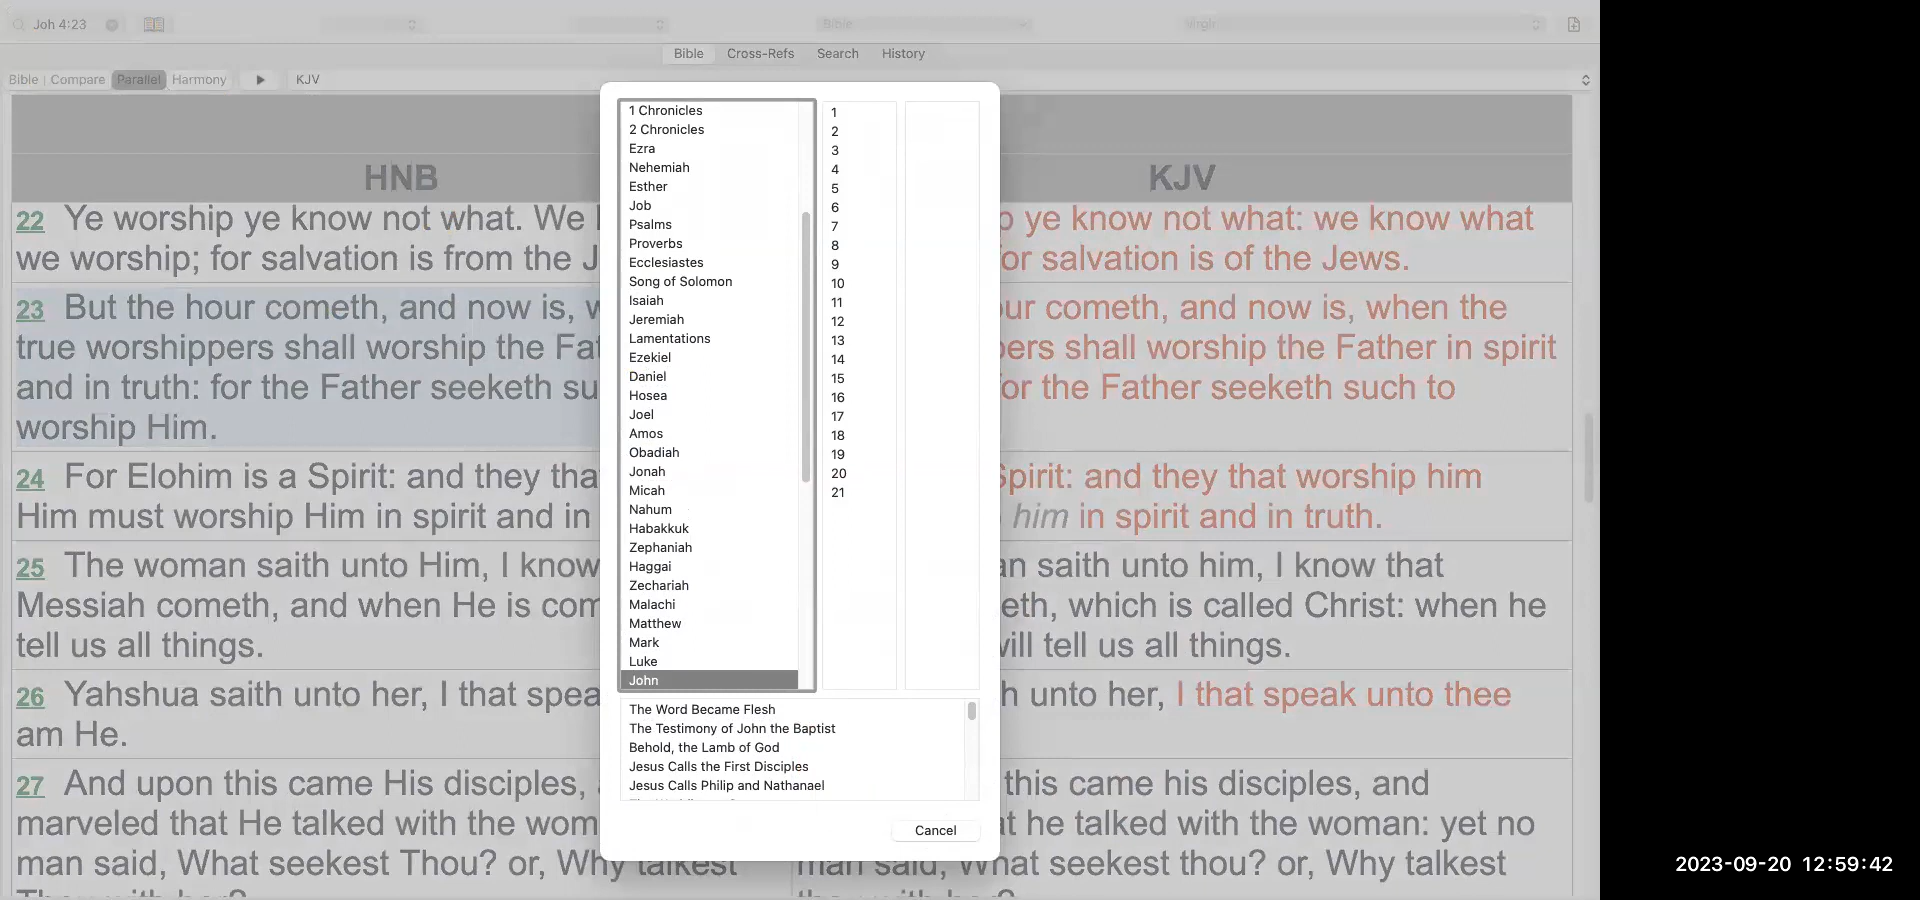 Joh 4:23
Bible
Bible Cross-Refs Search History
Bible | Compare Parallel Harmony KJV
HNB
22 Ye worship ye know not what. We
we worship; for salvation is from the J
23 But the hour cometh, and now is, w
true worshippers shall worship the Fat
and in truth: for the Father seeketh su
worship Him.
24 For Elohim is a Spirit: and they tha
Him must worship Him in spirit and in
25 The woman saith unto Him, I know
Messiah cometh, and when He is com
tell us all things.
26 Yahshua saith unto her, I that spea
am He.
27 And upon this came His disciples,
marveled that He talked with the wom
man said, What seekest Thou? or, Why talkest
1 Chronicles
2 Chronicles
Ezra
Nehemiah
Esther
Job
Psalms
Proverbs
Ecclesiastes
Song of Solomon
Isaiah
Jeremiah
Lamentations
Ezekiel
Daniel
Hosea
Joel
Amos
Obadiah
Jonah
Micah
Nahum
Habakkuk
Zephaniah
Haggai
Zechariah
Malachi
Matthew
Mark
Luke
John
1
2
3
4
5
6
7
8
9
10
11
12
13
14
15
16
17
18
19
20
21
The Word Became Flesh
The Testimony of John the Baptist
Behold, the Lamb of God
Jesus Calls the First Disciples
Jesus Calls Philip and Nathanael
Cancel
KJV
p ye know not what: we know what
or salvation is of the Jews.
ur cometh, and now is, when the
ers shall worship the Father in spirit
or the Father seeketh such to
Spirit: and they that worship him
him in spirit and in truth.
an saith unto him, I know that
eth, which is called Christ: when he
will tell us all things.
h unto her, I that speak unto thee
this came his disciples, and
at he talked with the woman: yet no
man said, What seekest thou? or, Why talkest
2023-09-20 12:59:42